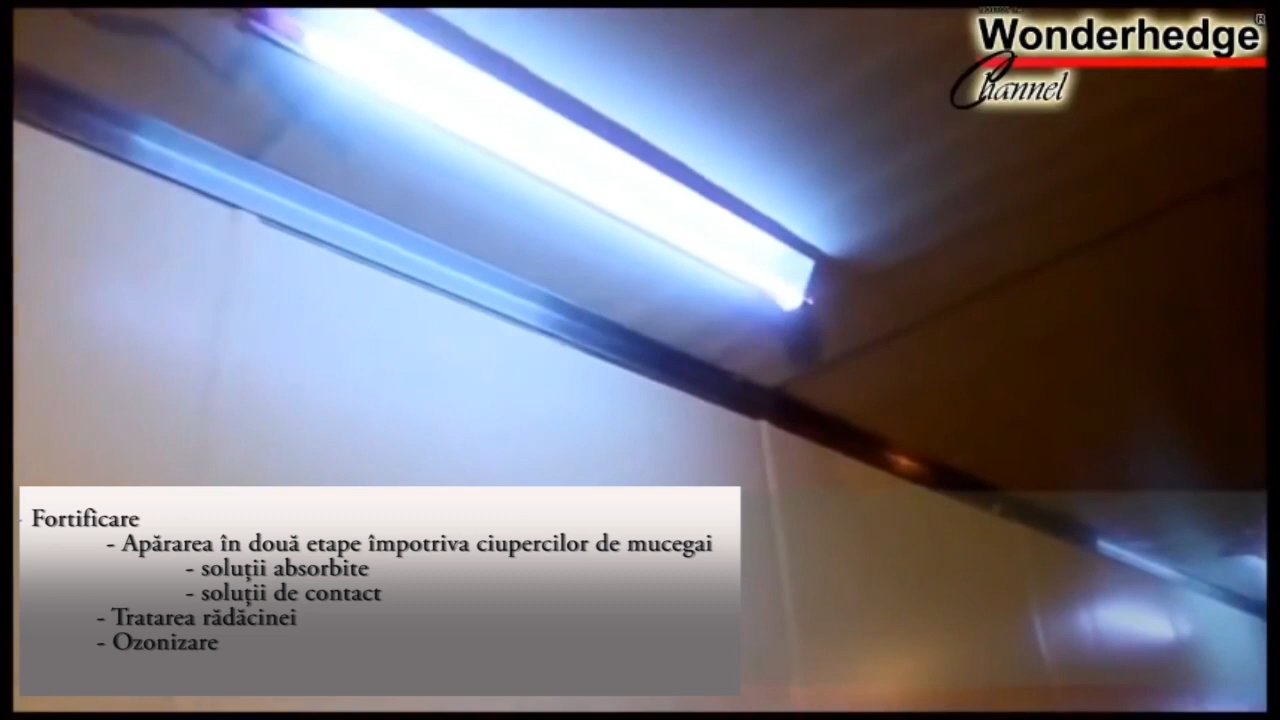 Wonderhedge®
Channel
- Fortificare
- Apărarea în două etape împotriva ciupercilor de mucegai
- soluții absorbite
- soluții de contact
- Tratarea rădăcinei
- Ozonizare